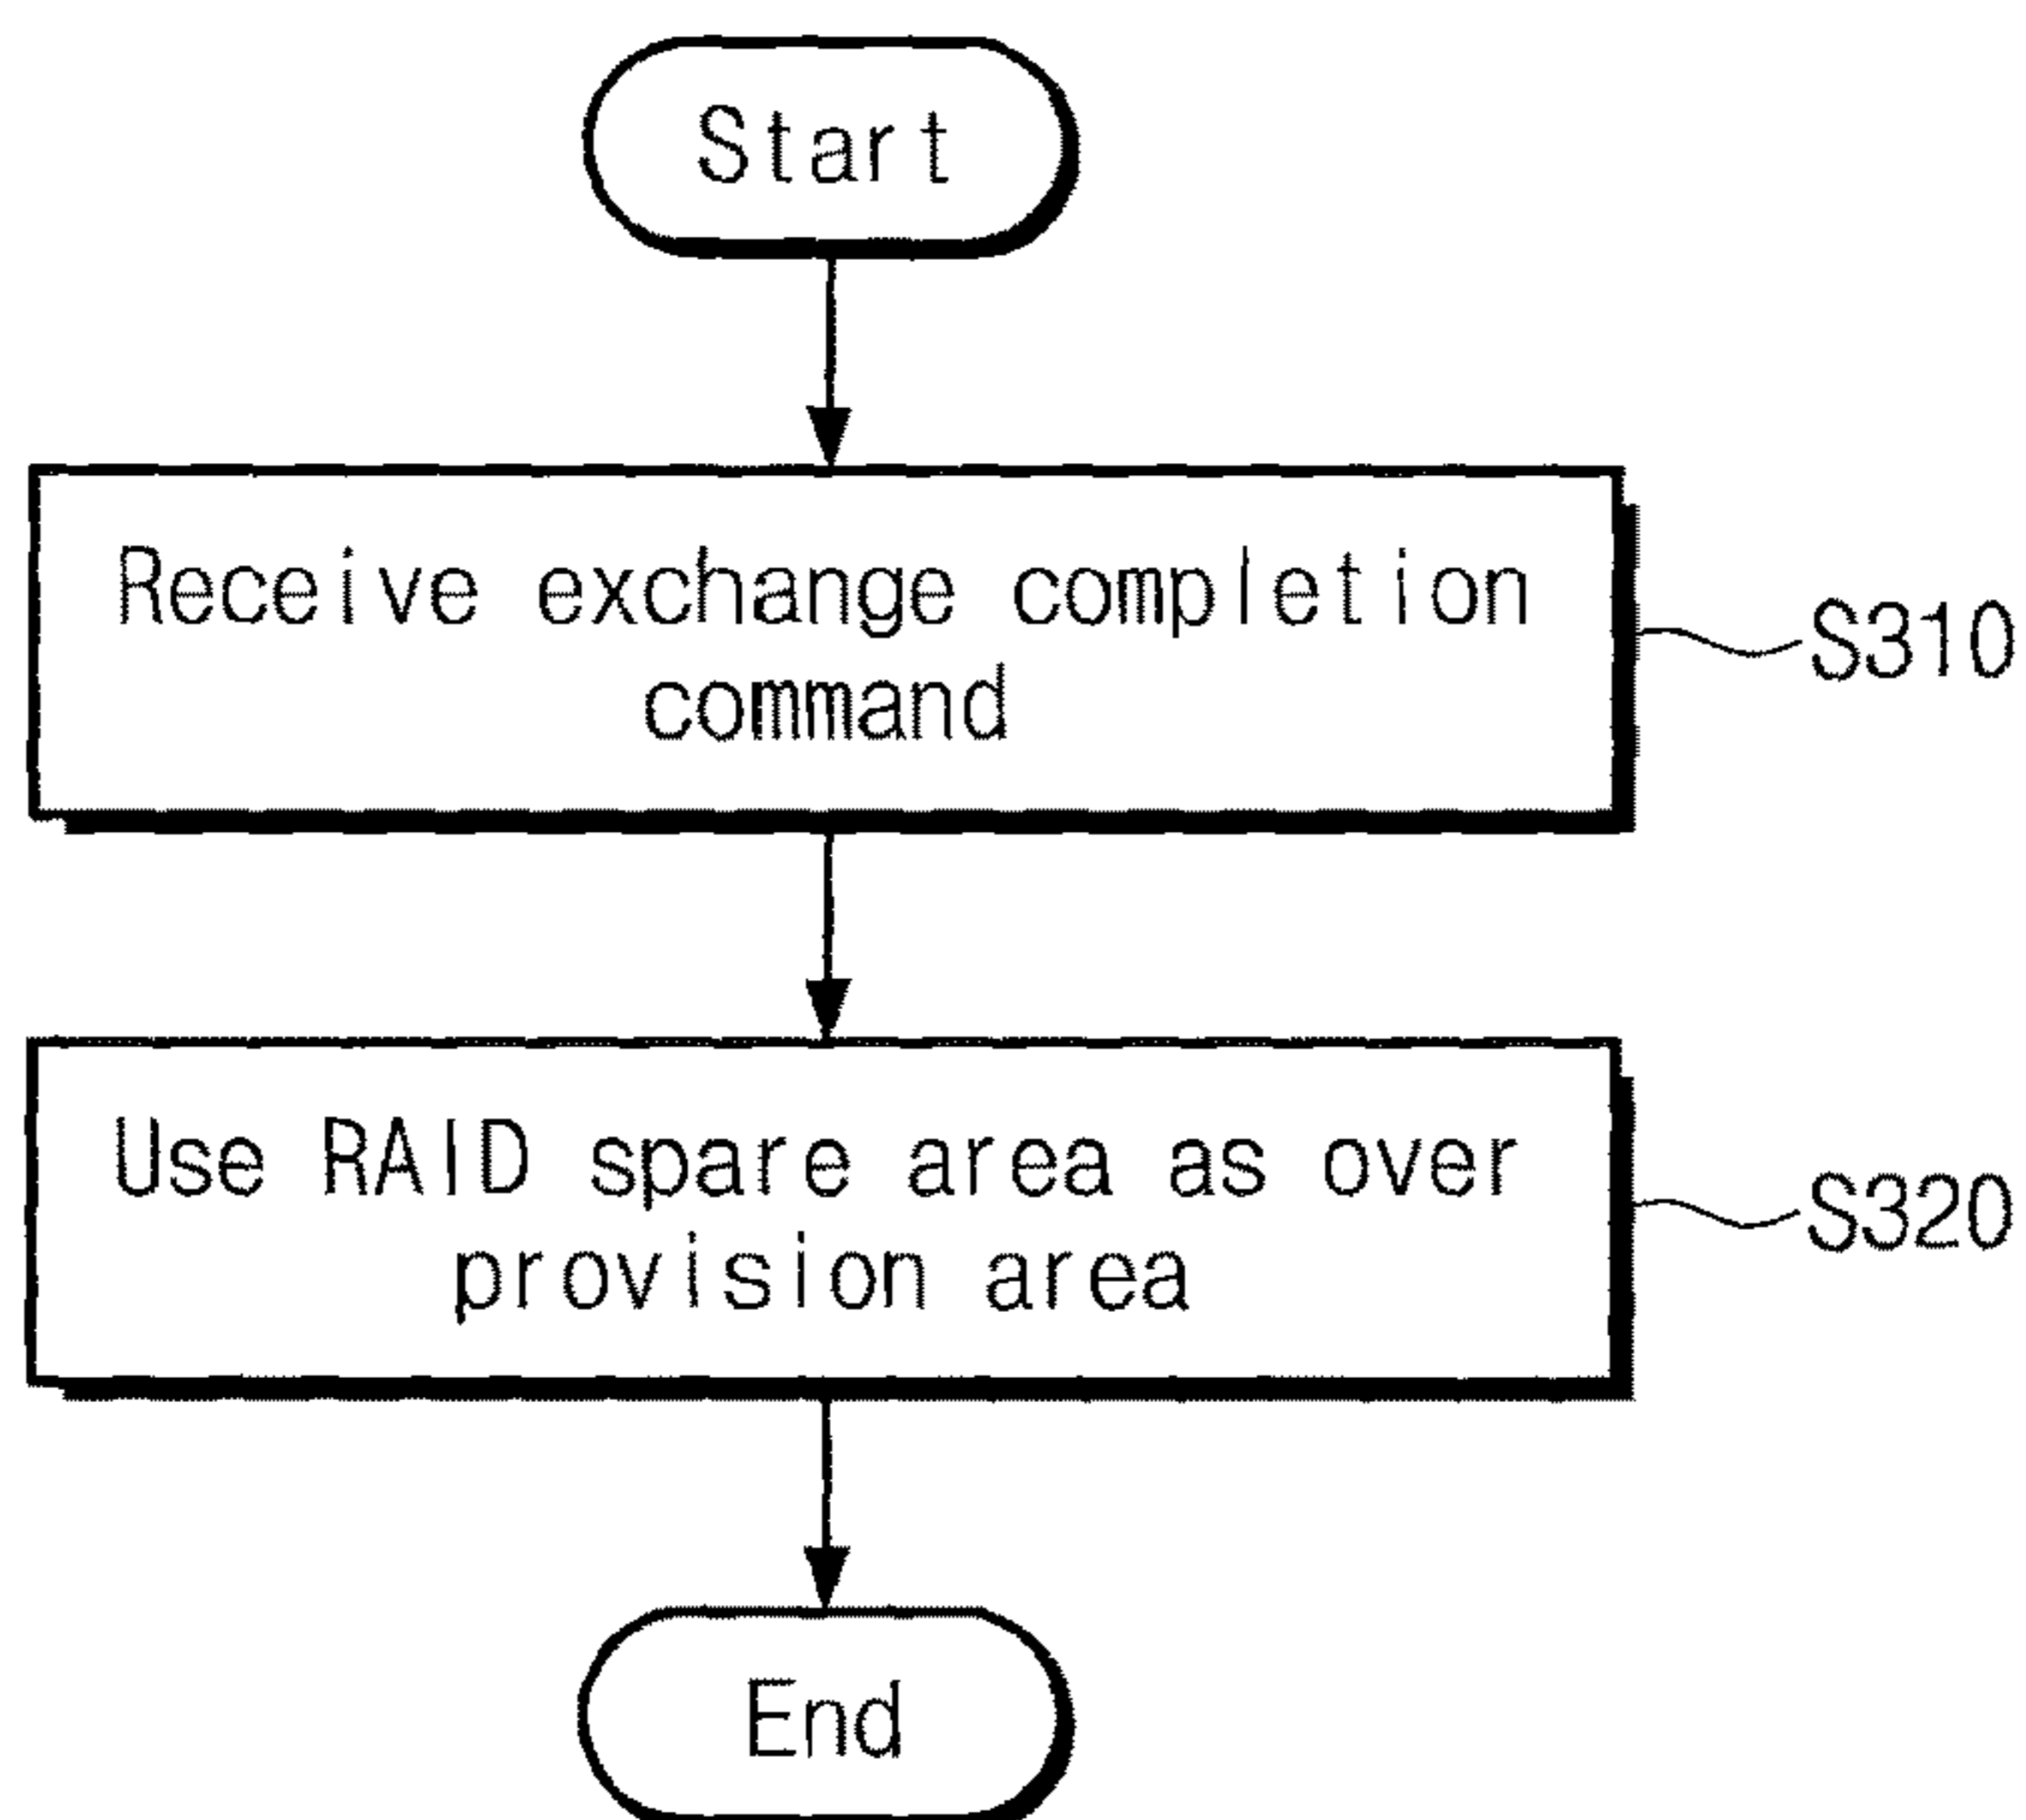 Start
Receive exchange completion
command
S310
Use RAID spare area as over
provision area
S320
End